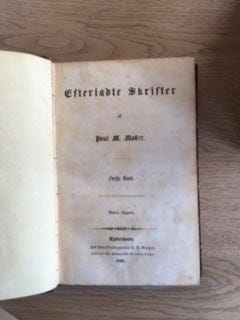 Efterladte Skrifter
af
Poul M. Møller.
Første Bind.
Anden Udgave.
Kjøbenhavn.